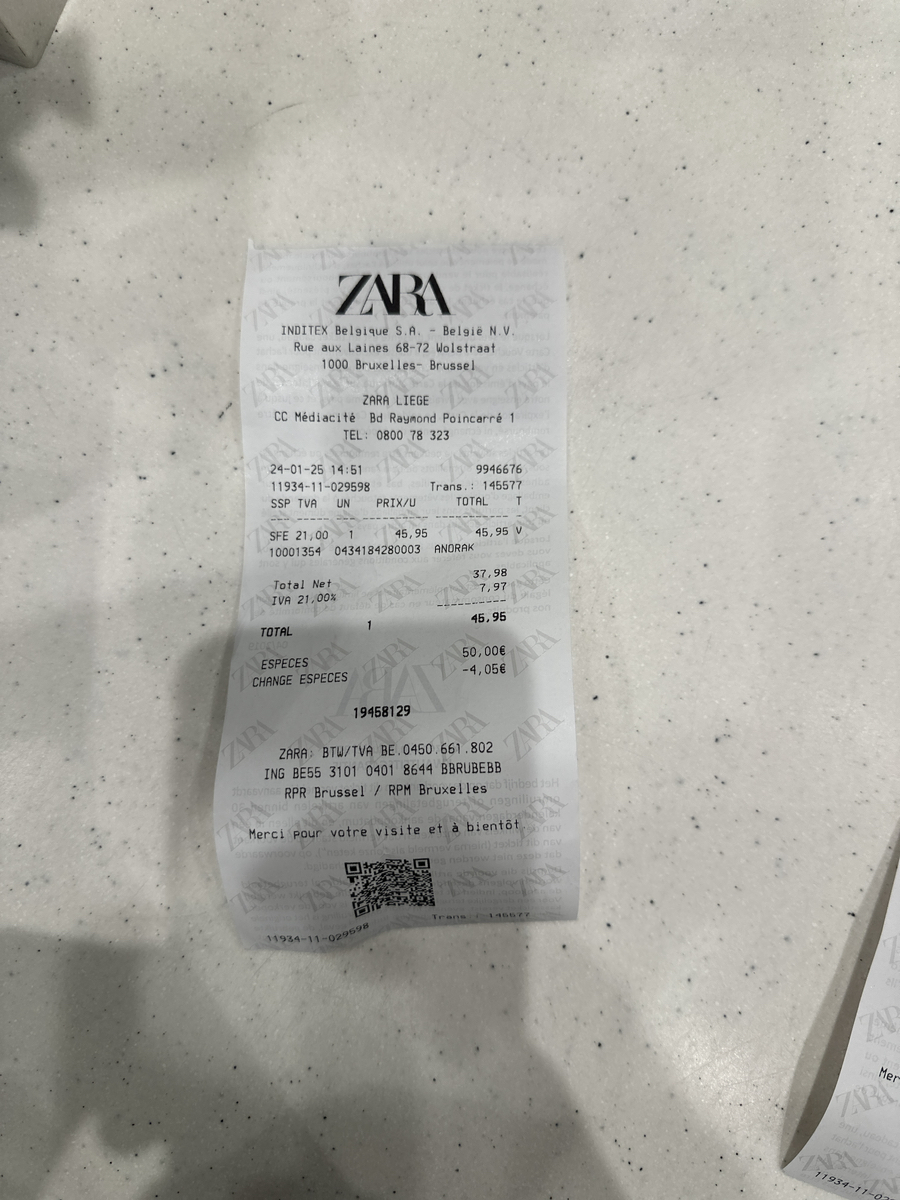 ZARA
INDITEX Belgique S.A. - België N.V.
Rue aux Laines 68-72 Wolstraat
1000 Bruxelles- Brussel
ZARA LIEGE
CC Médiacité Bd Raymond Poincarré 1
TEL: 0800 78 323
24-01-25 14:51 9946676
11934-11-029598 Trans.: 145577
SSP TVA UN PRIX/U TOTAL T
SFE 21,00 1 45,95 45,95 V
10001354 0434184280003 ANORAK
Total Net 37,98
IVA 21,00% 7,97
TOTAL 1 45,95
ESPECES 50,00€
CHANGE ESPECES -4,05€
19458129
ZARA: BTW/TVA BE.0450.661.802
ING BE55 3101 0401 8644 BBRUBEBB
RPR Brussel / RPM Bruxelles
Merci pour votre visite et à bientôt.
11934-11-029598 Trans.: 145577